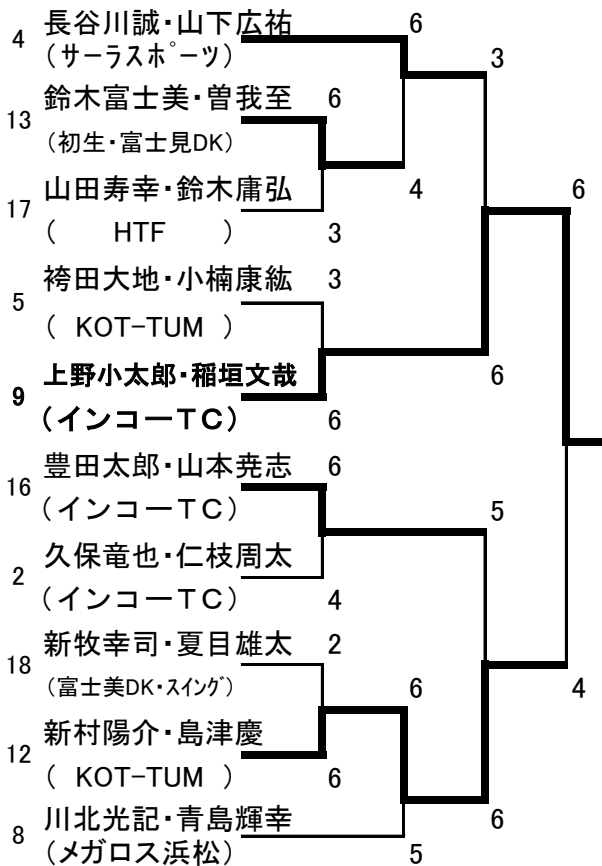 4 長谷川誠・山下広祐 6
(サーラスポーツ) 3
鈴木富士美・曽我至 6
13
(初生・富士見DK)
山田寿幸・鈴木庸弘 4 6
17
( HTF ) 3
袴田大地・小楠康紘 3
5
( KOT-TUM )
上野小太郎・稲垣文哉 6
9
(インコーTC) 6
豊田太郎・山本尭志 6
16
(インコーTC) 5
久保竜也・仁枝周太
2
(インコーTC) 4
新牧幸司・夏目雄太 2
18
(富士美DK・スイング) 6 4
新村陽介・島津慶
12
( KOT-TUM ) 6
川北光記・青島輝幸 6
8
(メガロス浜松) 5